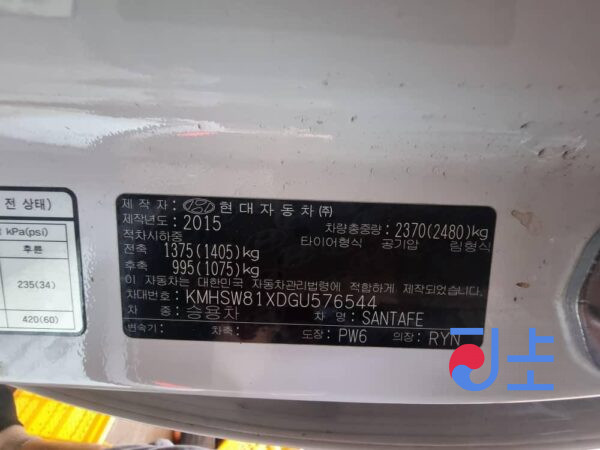 제 작 자: 현대자동차(주)
제작년도: 2015
차량총중량: 2370(2480)kg
적차시하중
타이어형식 공기압 림형식
전축 1375(1405)kg
후축 995(1075)kg
이 자동차는 대한민국 자동차관리법령에 적합하게 제작되었습니다.
차대번호: KMHSW81XDGU576544
차 종: 승용차
차 명: SANTAFE
변속기: 차축: 도장: PW6 의장: RYN
전 상태)
kPa(psi)
후륜
235(34)
420(60)